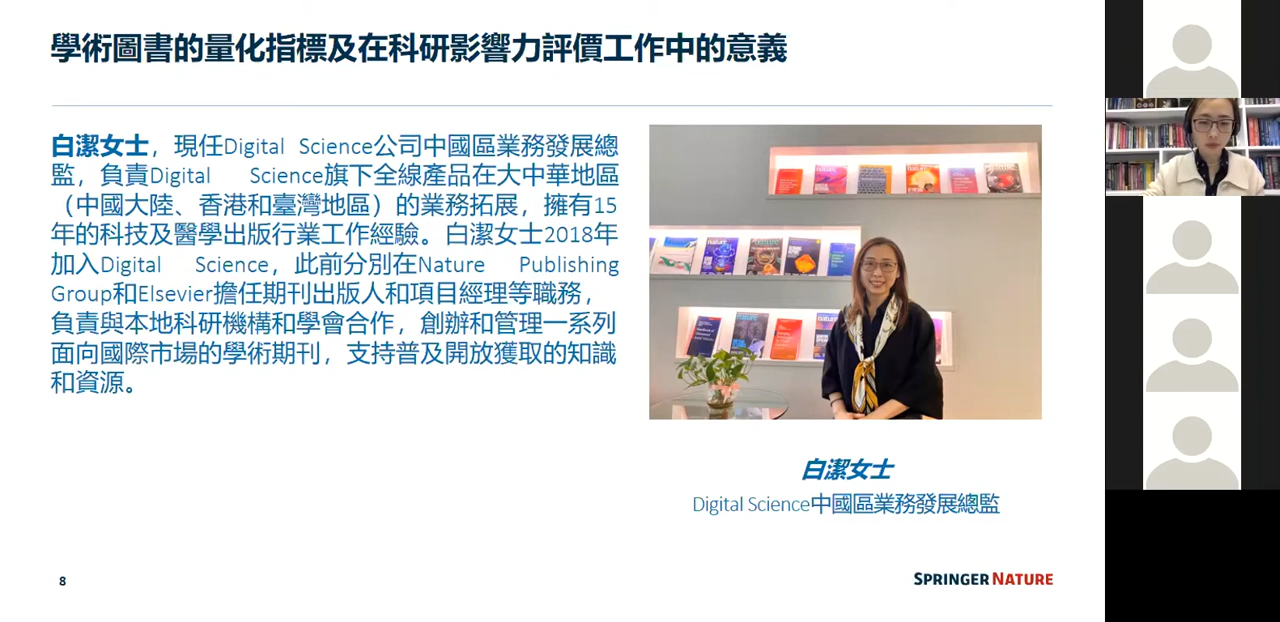 學術圖書的量化指標及在科研影響力評價工作中的意義
白潔女士，現任Digital Science公司中國區業務發展總
監，負責Digital Science旗下全線產品在大中華地區
（中國大陸、香港和臺灣地區）的業務拓展，擁有15
年的科技及醫學出版行業工作經驗。白潔女士2018年
加入Digital Science，此前分別在Nature Publishing
Group和Elsevier擔任期刊出版人和項目經理等職務，
負責與本地科研機構和學會合作，創辦和管理一系列
面向國際市場的學術期刊，支持普及開放獲取的知識
和資源。
nature
nature
nature
nature
白潔女士
Digital Science中國區業務發展總監
8
SPRINGER NATURE